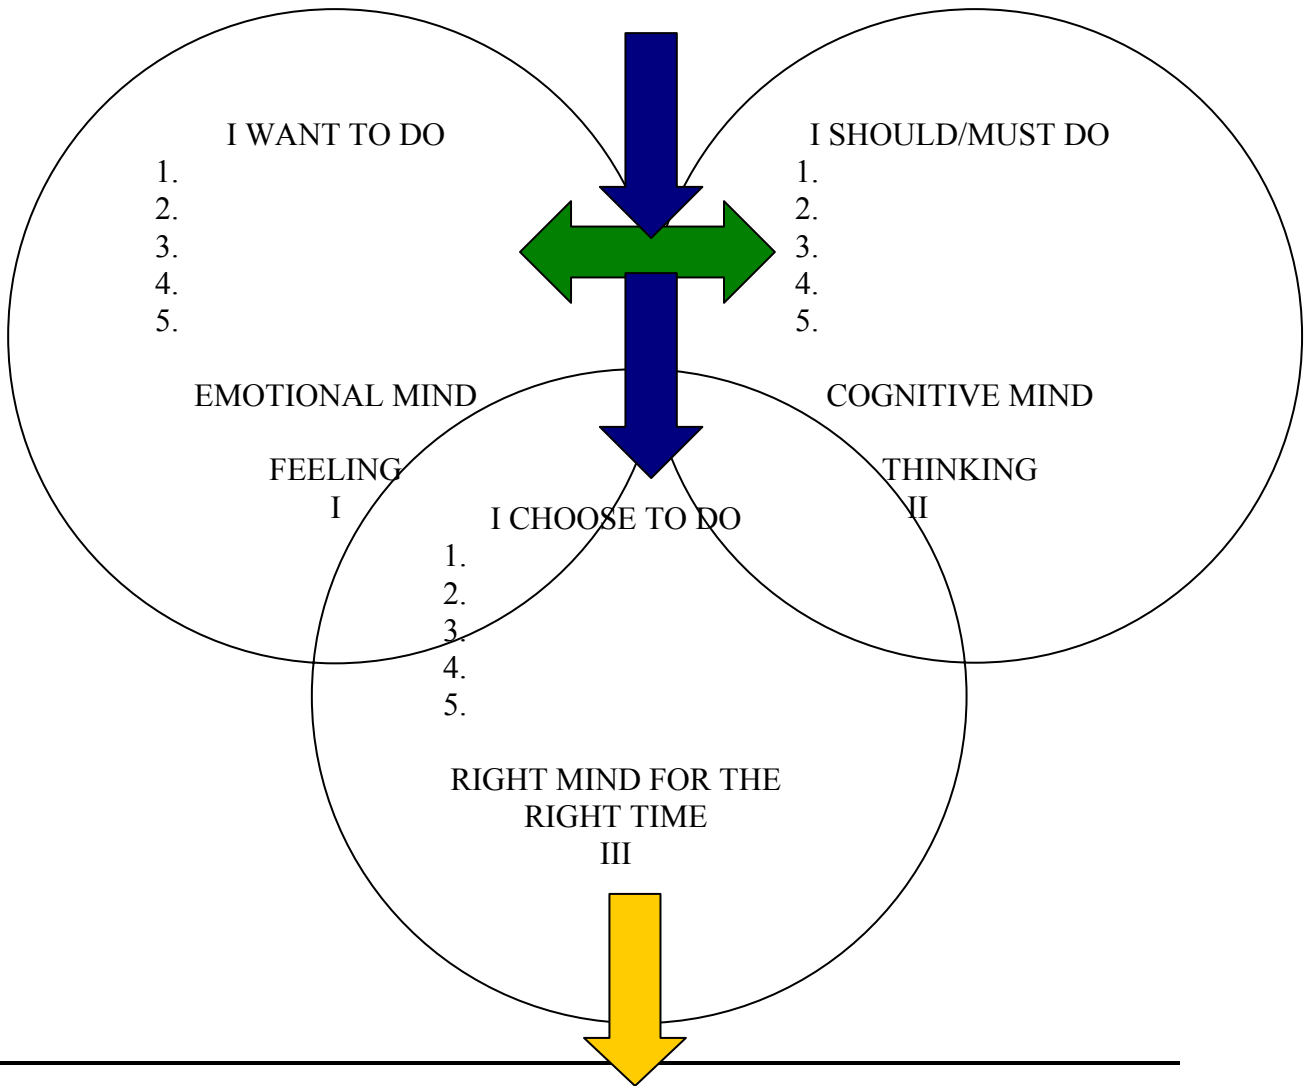 I WANT TO DO
1.
2.
3.
4.
5.
EMOTIONAL MIND
FEELING
I
I SHOULD/MUST DO
1.
2.
3.
4.
5.
COGNITIVE MIND
THINKING
II
I CHOOSE TO DO
1.
2.
3.
4.
5.
RIGHT MIND FOR THE
RIGHT TIME
III